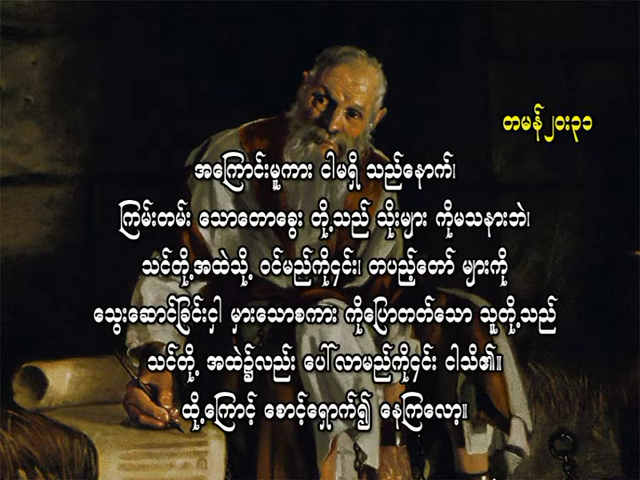 တမန်၂၀း၃၁
အကြောင်းမူကား ငါမရှိ သည်နောက်၊
ကြမ်းတမ်း သောတောခွေး တို့သည် သိုးများ ကိုမသနားဘဲ၊
သင်တို့အထဲသို့ ဝင်မည်ကို၎င်း၊ တပည့်တော် များကို
သွေးဆောင်ခြင်းငှါ မှားသောစကား ကိုပြောတတ်သော သူတို့သည်
သင်တို့ အထဲ၌လည်း ပေါ်လာမည်ကို၎င်း ငါသိ၏။
ထို့ကြောင့် စောင့်ရှောက်၍ နေကြလော့။